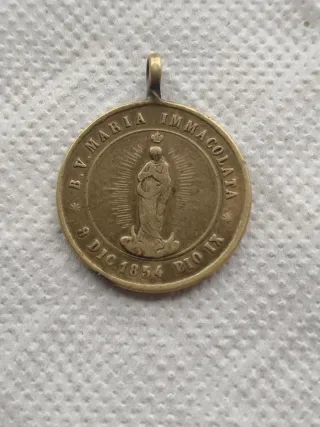 B. V. MARIA IMMACOLATA
8 DIC. 1854 PIO IX